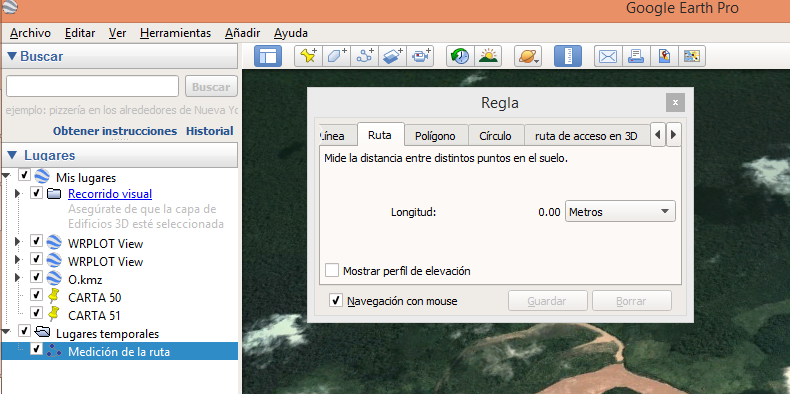 Google Earth Pro
Archivo Editar Ver Herramientas Añadir Ayuda
Buscar
Buscar
ejemplo: pizzería en los alrededores de Nueva Yo
Obtener instrucciones Historial
Lugares
Mis lugares
Recorrido visual
Asegúrate de que la capa de
Edificios 3D esté seleccionada
WRPLOT View
WRPLOT View
O.kmz
CARTA 50
CARTA 51
Lugares temporales
Medición de la ruta
Regla
Línea Ruta Polígono Círculo ruta de acceso en 3D
Mide la distancia entre distintos puntos en el suelo.
Longitud: 0.00 Metros
Mostrar perfil de elevación
Navegación con mouse Guardar Borrar